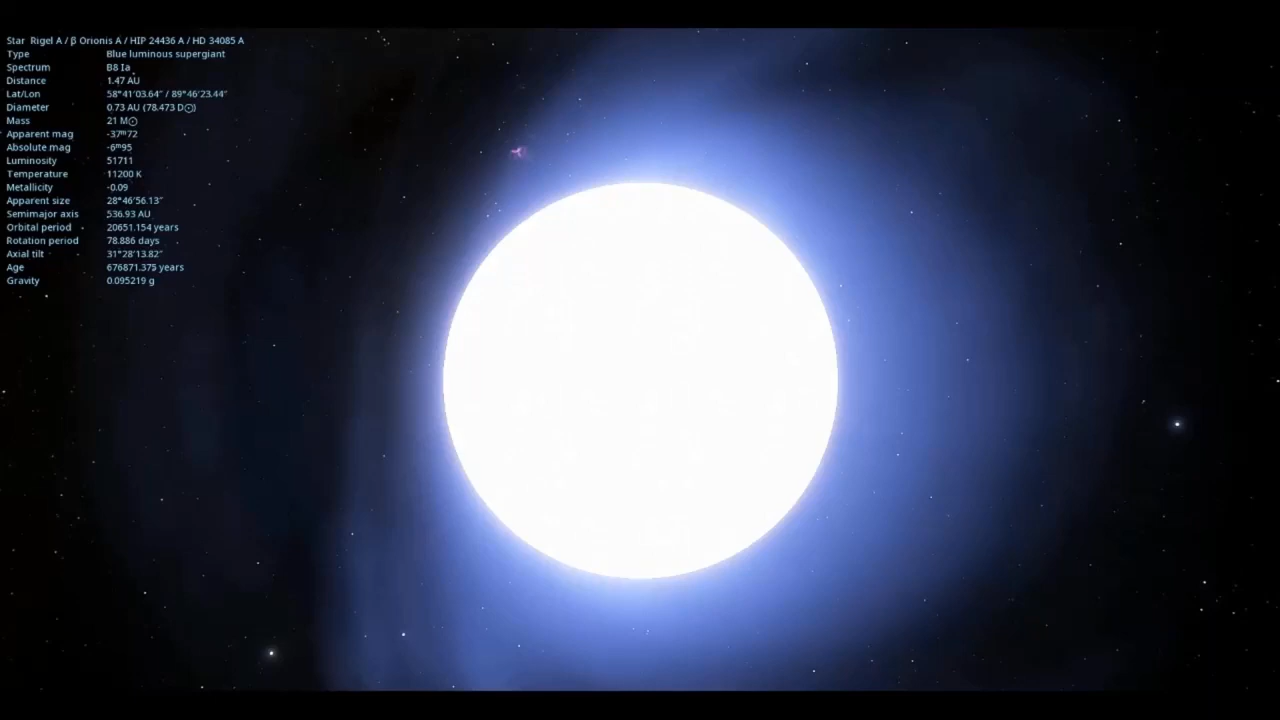 Star Rigel A / β Orionis A / HIP 24436 A / HD 34085 A
Type Blue luminous supergiant
Spectrum B8 Ia
Distance 1.47 AU
Lat/Lon 58°41'03.64" / 89°46'23.44"
Diameter 0.73 AU (78.473 D☉)
Mass 21 M☉
Apparent mag -37ᵐ72
Absolute mag -6ᵐ95
Luminosity 51711
Temperature 11200 K
Metallicity -0.09
Apparent size 28°46'56.13"
Semimajor axis 536.93 AU
Orbital period 20651.154 years
Rotation period 78.886 days
Axial tilt 31°28'13.82"
Age 676871.375 years
Gravity 0.095219 g